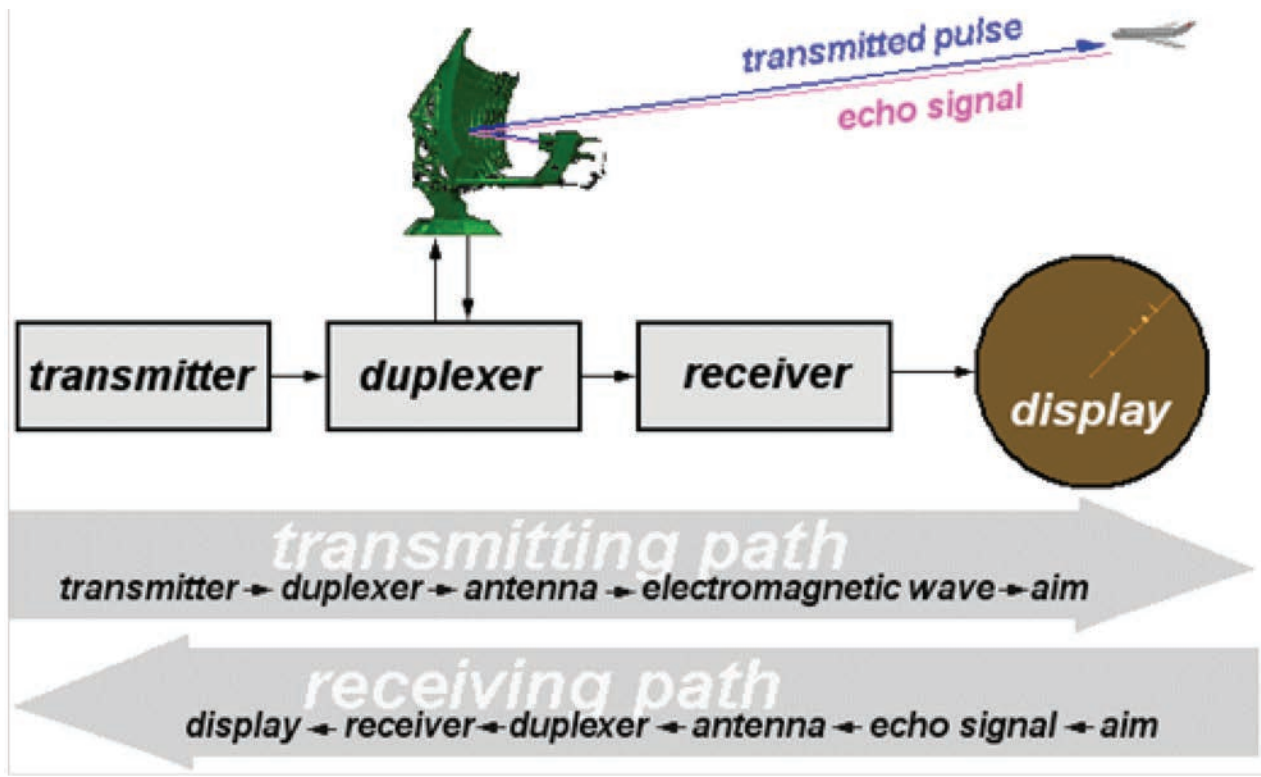 transmitted pulse
echo signal
transmitter
duplexer
receiver
display
transmitting path
transmitter → duplexer → antenna → electromagnetic wave → aim
receiving path
display ← receiver ← duplexer ← antenna ← echo signal ← aim